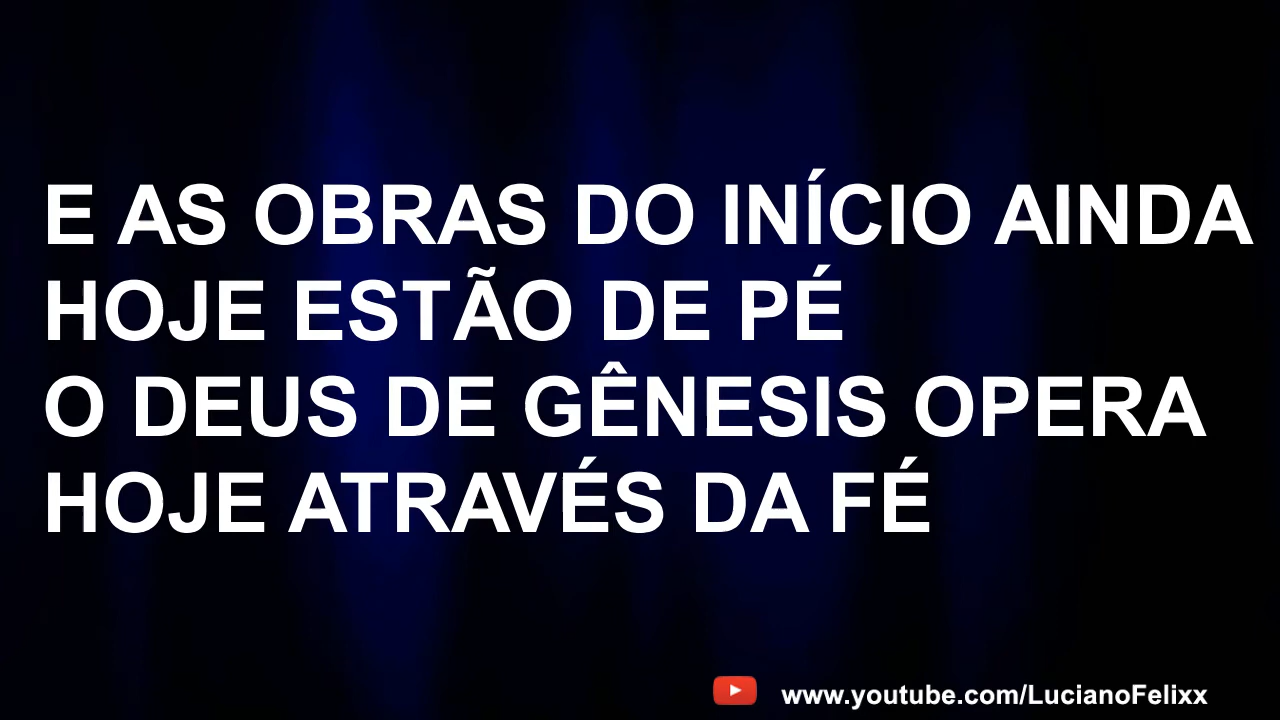 E AS OBRAS DO INÍCIO AINDA
HOJE ESTÃO DE PÉ
O DEUS DE GÊNESIS OPERA
HOJE ATRAVÉS DA FÉ
www.youtube.com/LucianoFelixx